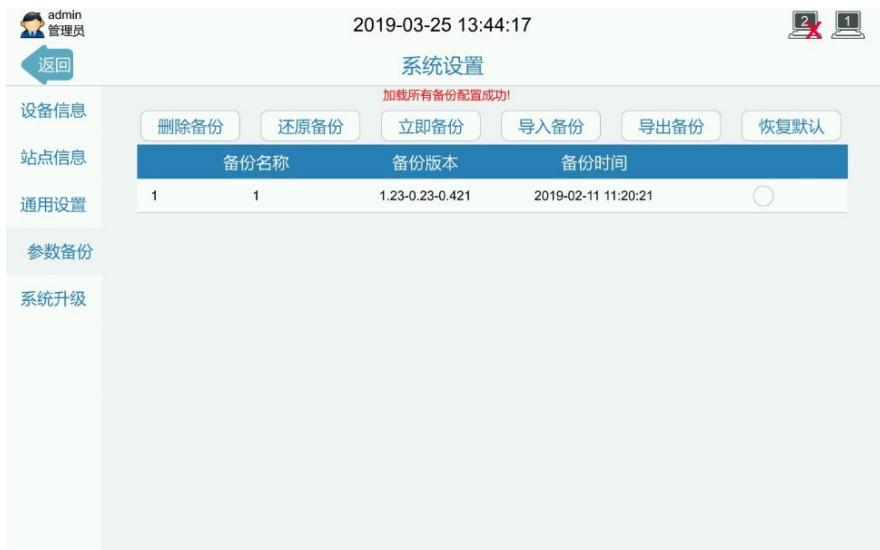 admin
管理员
2019-03-25 13:44:17
2
1
返回
系统设置
加载所有备份配置成功!
设备信息
站点信息
通用设置
参数备份
系统升级
删除备份 还原备份 立即备份 导入备份 导出备份 恢复默认
备份名称 备份版本 备份时间
1 1 1.23-0.23-0.421 2019-02-11 11:20:21